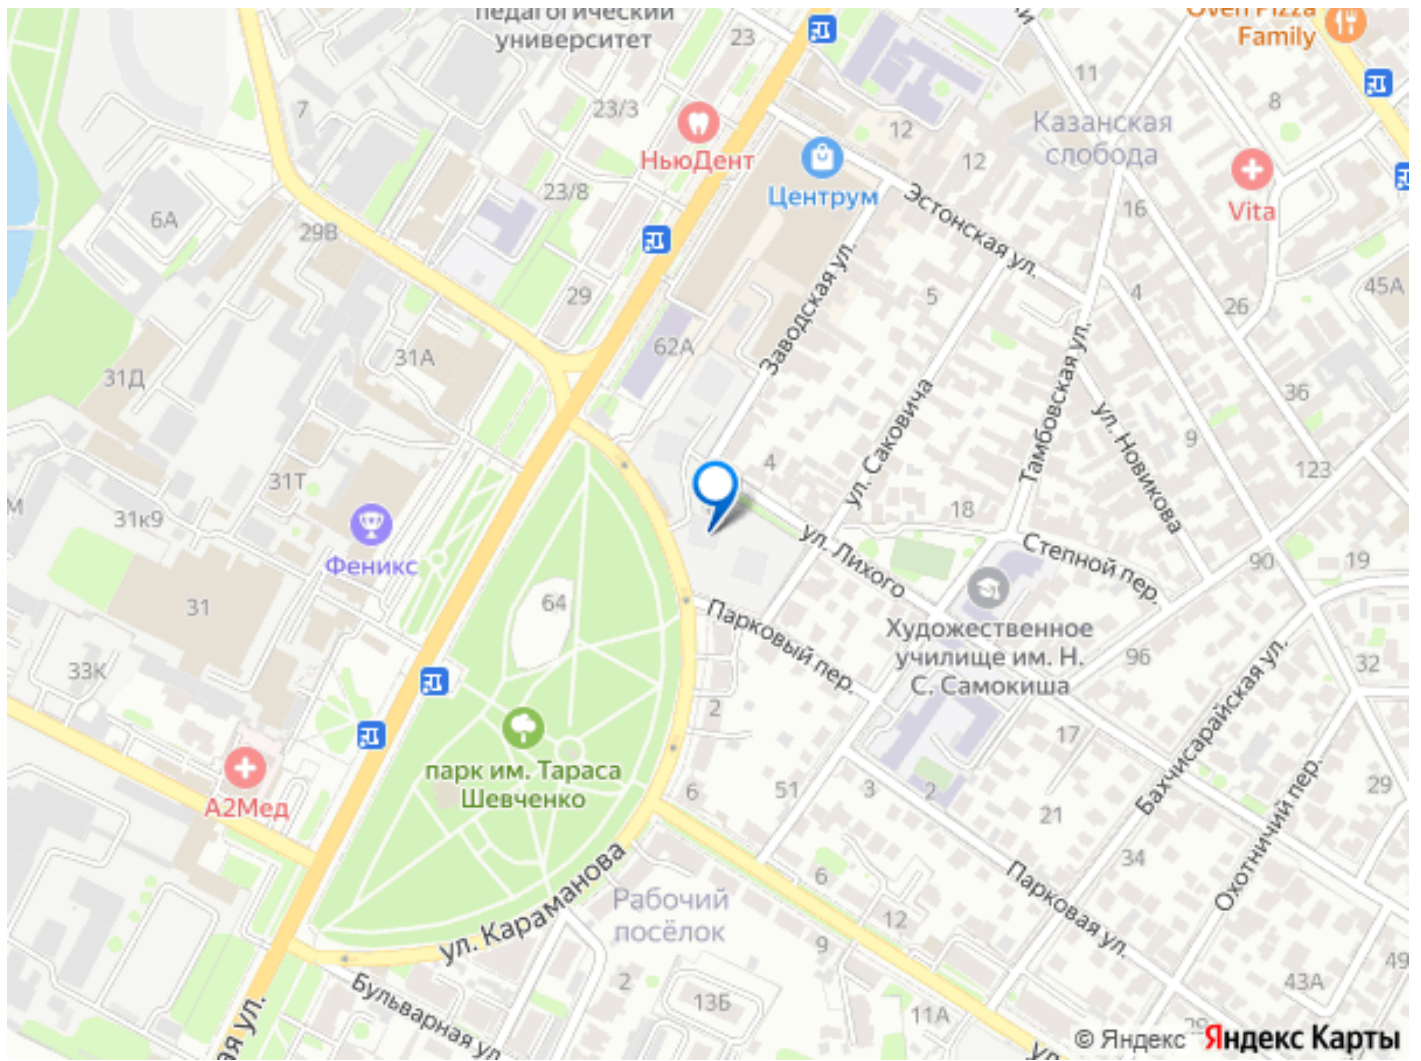 педагогический
университет
23
Oven Pizza
Family
11
7
23/3
НьюДент
12
Казанская
слобода
8
12
Центрум
Эстонская ул.
Vita
23/8
6А
29В
16
29
Заводская ул.
5
4
26
45А
62А
31А
31Д
ул. Саковича
Тамбовская ул.
ул. Новикова
36
9
123
31Т
4
18
31к9
Феникс
ул. Лихого
Степной пер.
90
19
31
64
Парковый пер.
Художественное
училище им. Н.
С. Самокиша
96
Бахчисарайская ул.
32
33К
2
17
парк им. Тараса
Шевченко
А2Мед
6
51
3
2
21
29
34
Охотничий пер.
ул. Караманова
Рабочий
посёлок
6
12
Парковая ул.
9
2
13Б
11А
43А
49
Бульварная ул.
ая ул.
© Яндекс Яндекс Карты